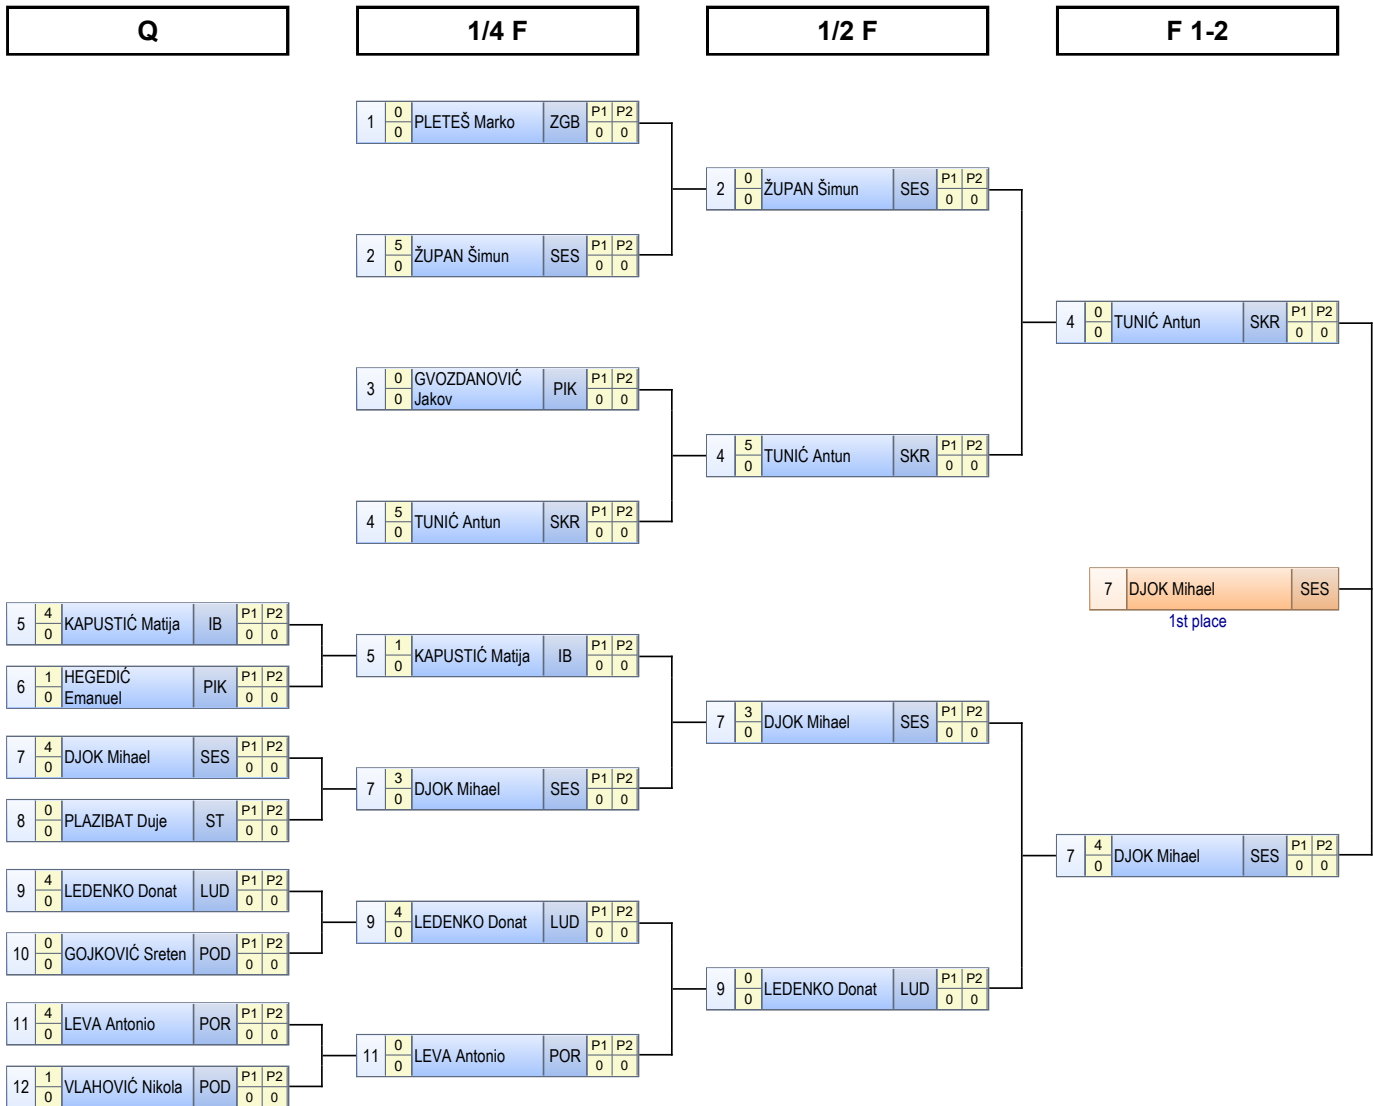 Q
1/4 F
1/2 F
F 1-2
1 0 0 PLETEŠ Marko ZGB P1 P2 0 0
2 5 0 ŽUPAN Šimun SES P1 P2 0 0
3 0 0 GVOZDANOVIĆ Jakov PIK P1 P2 0 0
4 5 0 TUNIĆ Antun SKR P1 P2 0 0
5 4 0 KAPUSTIĆ Matija IB P1 P2 0 0
6 1 0 HEGEDIĆ Emanuel PIK P1 P2 0 0
7 4 0 DJOK Mihael SES P1 P2 0 0
8 0 0 PLAZIBAT Duje ST P1 P2 0 0
9 4 0 LEDENKO Donat LUD P1 P2 0 0
10 0 0 GOJKOVIĆ Sreten POD P1 P2 0 0
11 4 0 LEVA Antonio POR P1 P2 0 0
12 1 0 VLAHOVIĆ Nikola POD P1 P2 0 0
5 1 0 KAPUSTIĆ Matija IB P1 P2 0 0
7 3 0 DJOK Mihael SES P1 P2 0 0
9 4 0 LEDENKO Donat LUD P1 P2 0 0
11 0 0 LEVA Antonio POR P1 P2 0 0
2 0 0 ŽUPAN Šimun SES P1 P2 0 0
4 5 0 TUNIĆ Antun SKR P1 P2 0 0
7 3 0 DJOK Mihael SES P1 P2 0 0
9 0 0 LEDENKO Donat LUD P1 P2 0 0
4 0 0 TUNIĆ Antun SKR P1 P2 0 0
7 4 0 DJOK Mihael SES P1 P2 0 0
7 DJOK Mihael SES
1st place